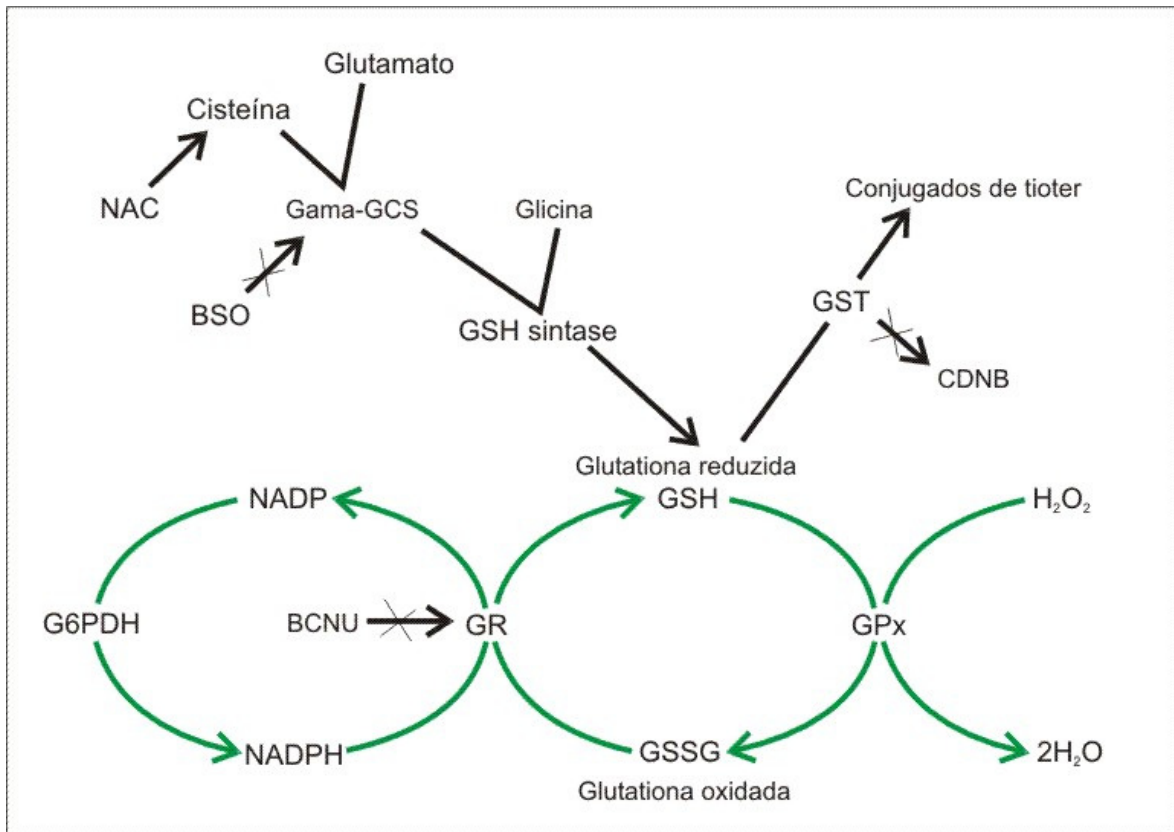 Glutamato
Cisteína
NAC
Gama-GCS
Glicina
Conjugados de tioter
BSO
GSH sintase
GST
CDNB
Glutationa reduzida
NADP
GSH
H₂O₂
G6PDH
BCNU
GR
GPx
NADPH
GSSG
2H₂O
Glutationa oxidada